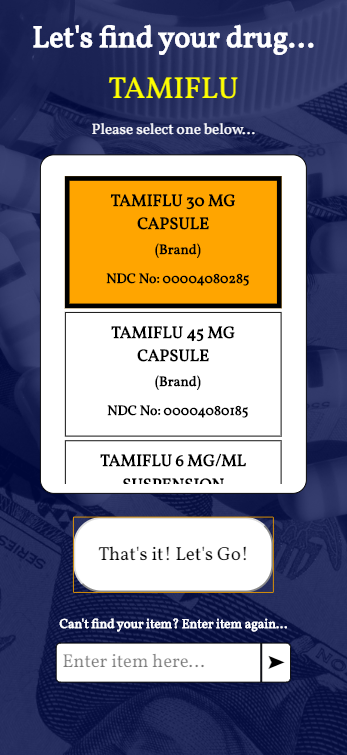 Let's find your drug...
TAMIFLU
Please select one below...
TAMIFLU 30 MG
CAPSULE
(Brand)
NDC No: 00004080285
TAMIFLU 45 MG
CAPSULE
(Brand)
NDC No: 00004080185
TAMIFLU 6 MG/ML
SUSPENSION
That's it! Let's Go!
Can't find your item? Enter item again...
Enter item here...
SERIES